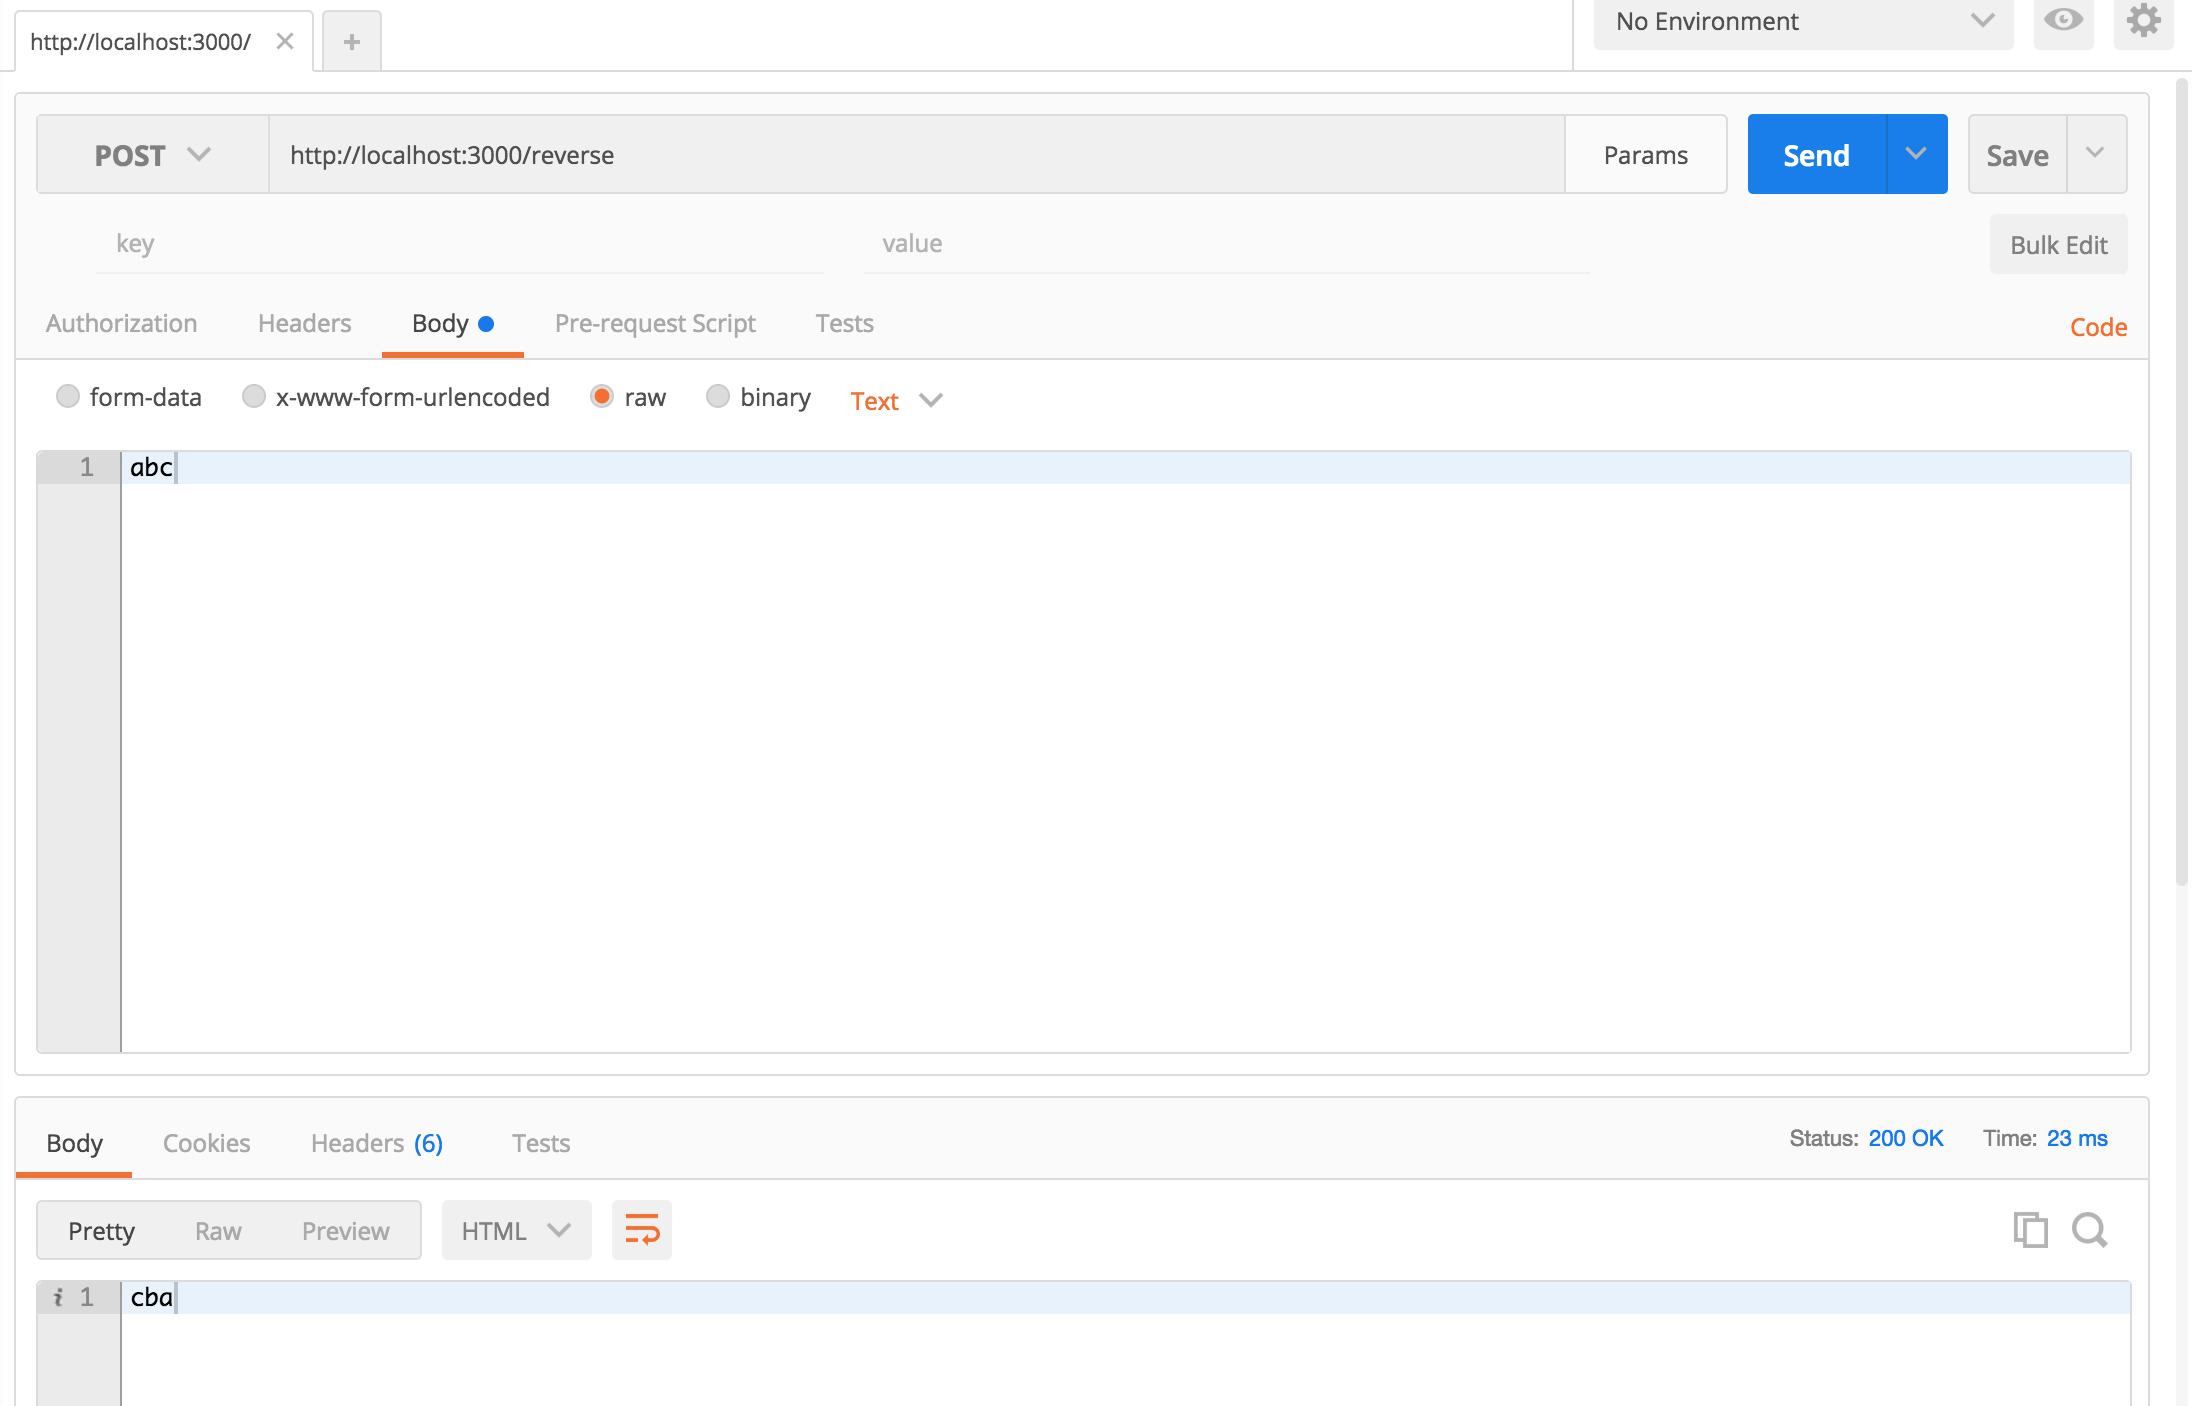 http://localhost:3000/
No Environment
POST http://localhost:3000/reverse Params Send Save
key value Bulk Edit
Authorization Headers Body Pre-request Script Tests Code
form-data x-www-form-urlencoded raw binary Text
1 abc
Body Cookies Headers (6) Tests Status: 200 OK Time: 23 ms
Pretty Raw Preview HTML
i 1 cba